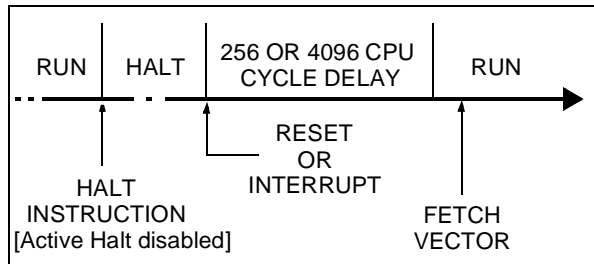 RUN
HALT
256 OR 4096 CPU
CYCLE DELAY
RUN
RESET
OR
INTERRUPT
HALT
INSTRUCTION
[Active Halt disabled]
FETCH
VECTOR